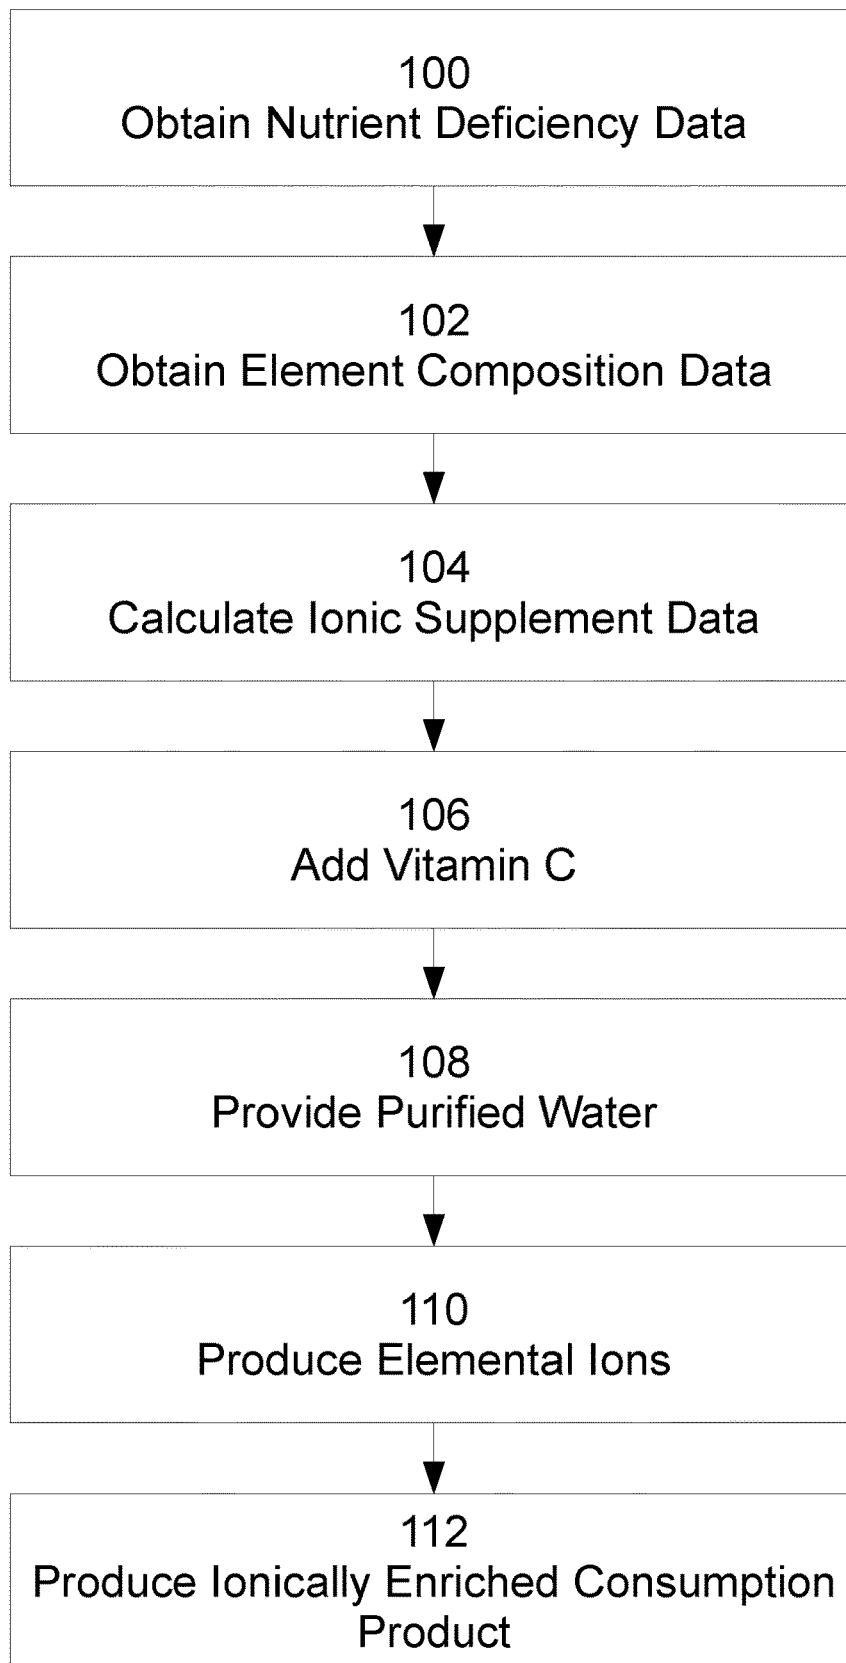 100
Obtain Nutrient Deficiency Data
102
Obtain Element Composition Data
104
Calculate Ionic Supplement Data
106
Add Vitamin C
108
Provide Purified Water
110
Produce Elemental Ions
112
Produce Ionically Enriched Consumption
Product